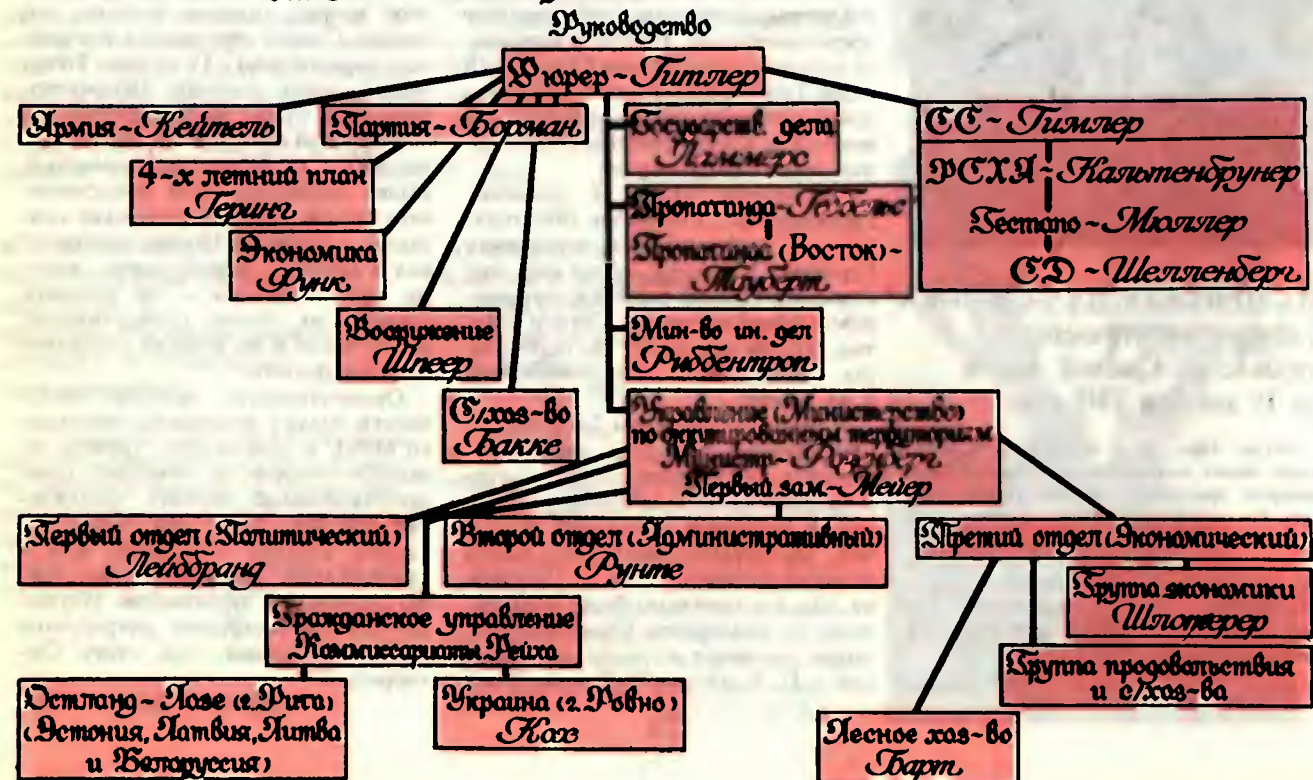 Руководство
Фюрер ~ Гитлер
Армия ~ Кейтель
Партия ~ Борман
Государств. дела
Ламмерс
СС ~ Гимлер
РСХА ~ Кальтенбрунер
Гестапо ~ Мюллер
СД ~ Шелленберг
4-х летний план
Геринг
Пропаганда ~ Геббельс
Пропаганда (Восток) ~
Тауберт
Экономика
Функ
Вооружение
Шпеер
Мин-во ин. дел
Риббентроп
С/хоз-во
Бакке
Управление (Министерство)
по оккупированным территориям
Министр ~
Первый зам. ~ Мейер
Первый отдел (Политический)
Лейббранд
Второй отдел (Административный)
Рунте
Третий отдел (Экономический)
Группа экономики
Шлотерер
Гражданское управление
Коммиссариаты Рейха
Группа продовольствия
и с/хоз-ва
Остланд ~ Лозе (г. Рига)
(Эстония, Латвия, Литва
и Белоруссия)
Украина (г. Ровно)
Кох
Лесное хоз-во
Барт